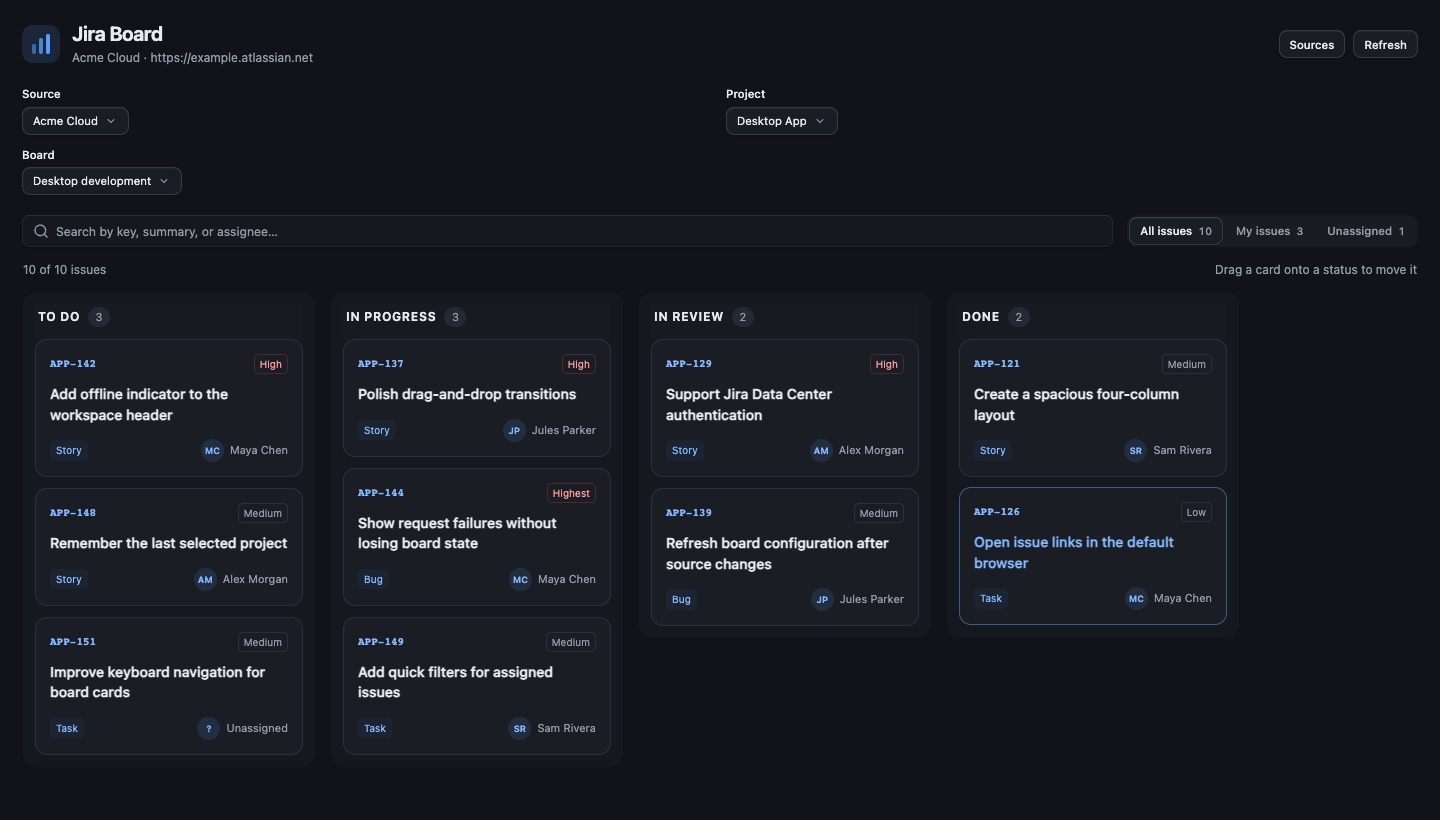 Jira Board
Acme Cloud · https://example.atlassian.net
Sources
Refresh
Source
Acme Cloud
Project
Desktop App
Board
Desktop development
Search by key, summary, or assignee...
All issues 10
My issues 3
Unassigned 1
10 of 10 issues
Drag a card onto a status to move it
TO DO 3
APP-142
High
Add offline indicator to the
workspace header
Story
MC Maya Chen
APP-148
Medium
Remember the last selected project
Story
AM Alex Morgan
APP-151
Medium
Improve keyboard navigation for
board cards
Task
? Unassigned
IN PROGRESS 3
APP-137
High
Polish drag-and-drop transitions
Story
JP Jules Parker
APP-144
Highest
Show request failures without
losing board state
Bug
MC Maya Chen
APP-149
Medium
Add quick filters for assigned
issues
Task
SR Sam Rivera
IN REVIEW 2
APP-129
High
Support Jira Data Center
authentication
Story
AM Alex Morgan
APP-139
Medium
Refresh board configuration after
source changes
Bug
JP Jules Parker
DONE 2
APP-121
Medium
Create a spacious four-column
layout
Story
SR Sam Rivera
APP-126
Low
Open issue links in the default
browser
Task
MC Maya Chen